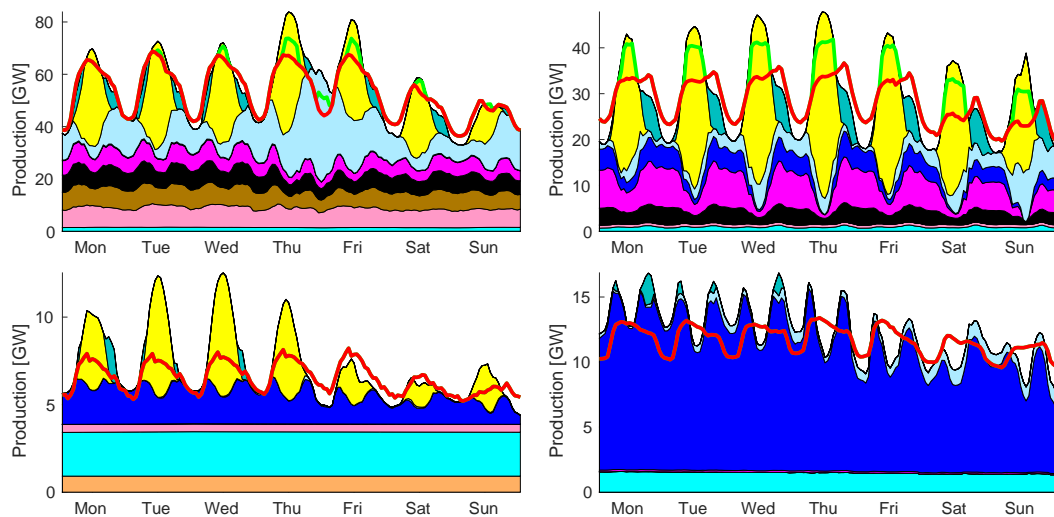 Production [GW]
80
60
40
20
0
Mon Tue Wed Thu Fri Sat Sun
Production [GW]
40
30
20
10
0
Mon Tue Wed Thu Fri Sat Sun
Production [GW]
10
5
0
Mon Tue Wed Thu Fri Sat Sun
Production [GW]
15
10
5
0
Mon Tue Wed Thu Fri Sat Sun